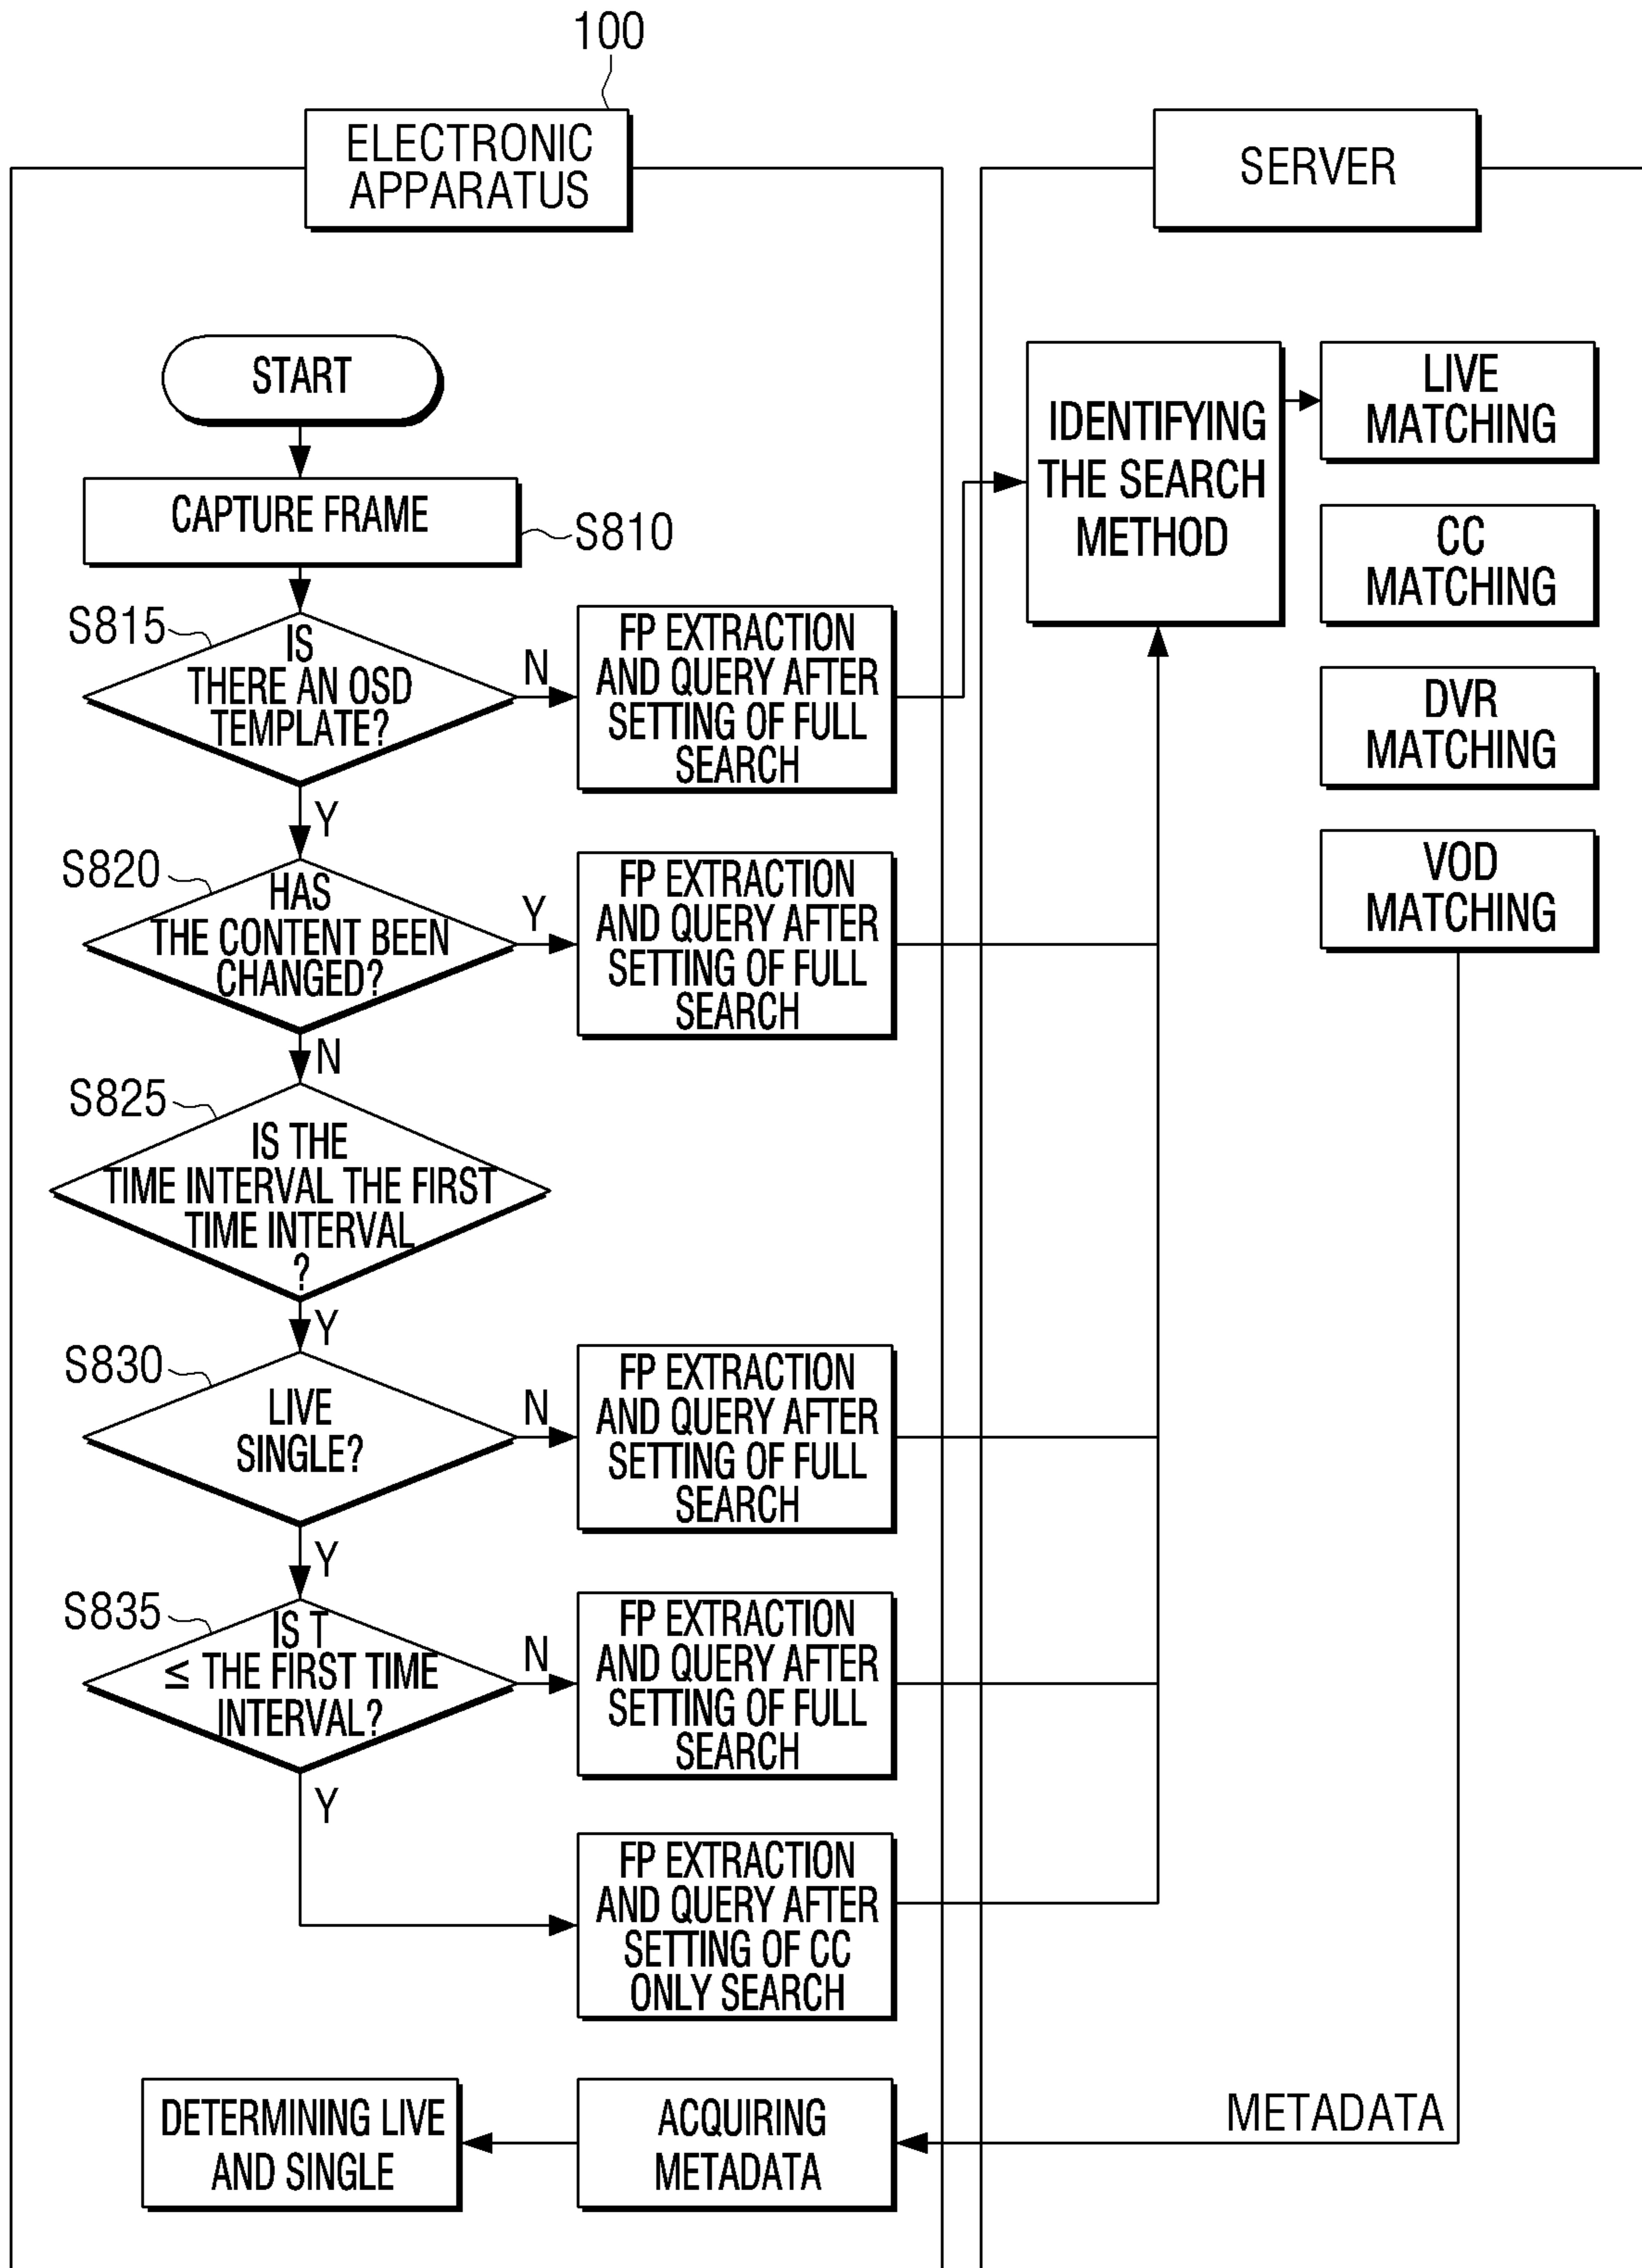 100
ELECTRONIC
APPARATUS
SERVER
START
CAPTURE FRAME
S810
S815
IS
THERE AN OSD
TEMPLATE?
N
FP EXTRACTION
AND QUERY AFTER
SETTING OF FULL
SEARCH
Y
S820
HAS
THE CONTENT BEEN
CHANGED?
Y
FP EXTRACTION
AND QUERY AFTER
SETTING OF FULL
SEARCH
N
S825
IS THE
TIME INTERVAL THE FIRST
TIME INTERVAL
?
Y
S830
LIVE
SINGLE?
N
FP EXTRACTION
AND QUERY AFTER
SETTING OF FULL
SEARCH
Y
S835
IS T
≤ THE FIRST TIME
INTERVAL?
N
FP EXTRACTION
AND QUERY AFTER
SETTING OF FULL
SEARCH
Y
FP EXTRACTION
AND QUERY AFTER
SETTING OF CC
ONLY SEARCH
IDENTIFYING
THE SEARCH
METHOD
LIVE
MATCHING
CC
MATCHING
DVR
MATCHING
VOD
MATCHING
METADATA
ACQUIRING
METADATA
DETERMINING LIVE
AND SINGLE